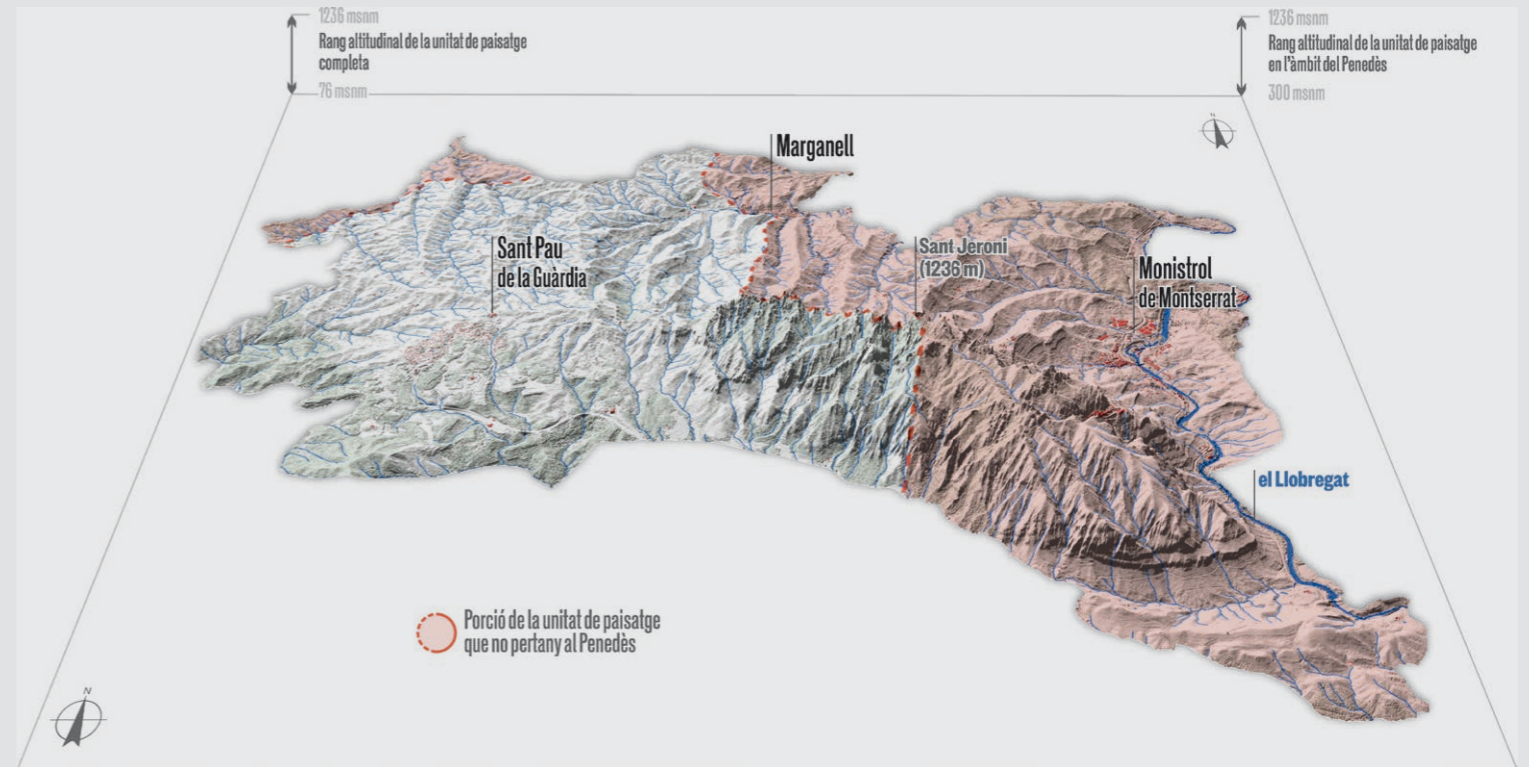 1236 msnm
Rang altitudinal de la unitat de paisatge
completa
76 msnm
1236 msnm
Rang altitudinal de la unitat de paisatge
en l'àmbit del Penedès
300 msnm
N
Marganell
Sant Pau
de la Guàrdia
Sant Jeroni
(1236 m)
Monistrol
de Montserrat
el Llobregat
Porció de la unitat de paisatge
que no pertany al Penedès
N